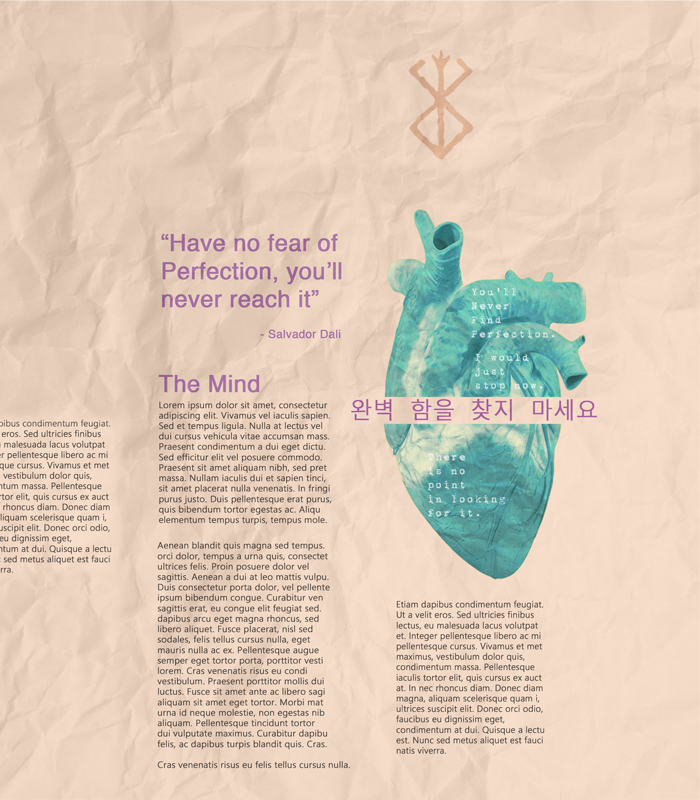 “Have no fear of
Perfection, you’ll
never reach it”
- Salvador Dali
The Mind
Lorem ipsum dolor sit amet, consectetur
adipiscing elit. Vivamus vel iaculis sapien.
Sed et tempus ligula. Nulla at lectus vel
dui cursus vehicula vitae accumsan mass.
Praesent condimentum a dui eget dictu.
Sed efficitur elit vel posuere commodo.
Praesent sit amet aliquam nibh, sed pret
massa. Nullam iaculis dui et sapien tinci,
sit amet placerat nulla venenatis. In fringi
purus justo. Duis pellentesque erat purus,
quis tortor bibendum egestas ac. Aliqu
elementum tempus turpis, tempus mole.
Aenean blandit quis magna sed tempus.
orci dolor, tempus a urna quis, consectet
ultrices felis. Proin posuere dolor vel
sagittis. Aenean a dui at leo mattis vulpu.
Duis consectetur porta dolor, vel pellente
ipsum bibendum congue. Curabitur ven
sagittis erat, eu congue elit feugiat sed.
dapibus arcu eget magna rhoncus, sed
libero aliquet. Fusce placerat, nisl sed
sodales, felis tellus cursus nulla, eget
mauris nulla ac ex. Pellentesque augue
semper eget tortor porta, porttitor vesti
lorem. Cras venenatis risus eu condi
vestibulum. Praesent porttitor mollis dui
luctus. Fusce sit amet ante ac libero sagi
aliquam sit amet eget tortor. Morbi mat
urna id neque molestie, non egestas nib
aliquam. Pellentesque tincidunt tortor
dui vulputate maximus. Curabitur dapibu
felis, ac dapibus turpis blandit quis. Cras.
Cras venenatis risus eu felis tellus cursus nulla.
pibus condimentum feugiat.
eros. Sed ultricies finibus
malesuada lacus volutpat
er pellentesque libero ac mi
que cursus. Vivamus et met
vestibulum dolor quis,
ntum massa. Pellentesque
rtor elit, quis cursus ex auct
rhoncus diam. Donec diam
liquam scelerisque quam i,
uscipit elit. Donec orci odio,
eu dignissim eget,
ntum at dui. Quisque a lectu
sed metus aliquet est fauci
rra.
You'll
Never
Find
Perfection.
I would
just
stop now.
완벽 함을 찾지 마세요
There
is no
point
in looking
for it.
Etiam dapibus condimentum feugiat.
Ut a velit eros. Sed ultricies finibus
lectus, eu malesuada lacus volutpat
et. Integer pellentesque libero ac mi
pellentesque cursus. Vivamus et met
maximus, vestibulum dolor quis,
condimentum massa. Pellentesque
iaculis tortor elit, quis cursus ex auct
at. In nec rhoncus diam. Donec diam
magna, aliquam scelerisque quam i,
ultrices suscipit elit. Donec orci odio,
faucibus eu dignissim eget,
condimentum at dui. Quisque a lectu
est. Nunc sed metus aliquet est fauci
natis viverra.